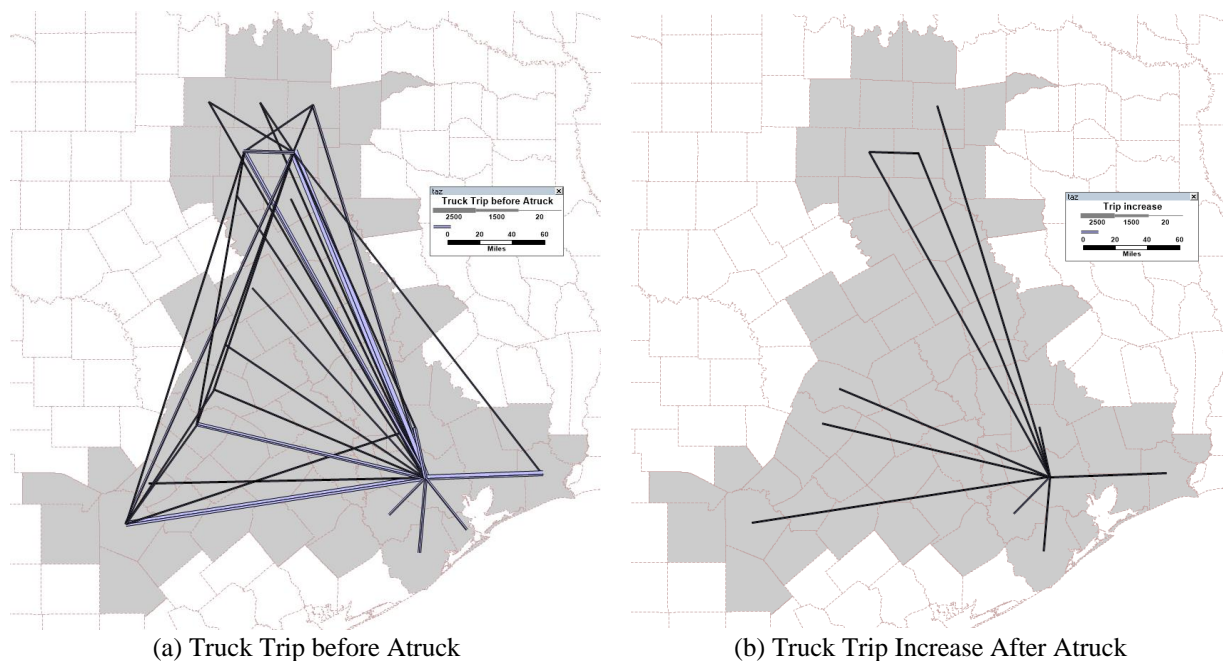 taz
Truck Trip before Atruck
2500 1500 20
0 20 40 60
Miles
taz
Trip increase
2500 1500 20
0 20 40 60
Miles
(a) Truck Trip before Atruck
(b) Truck Trip Increase After Atruck